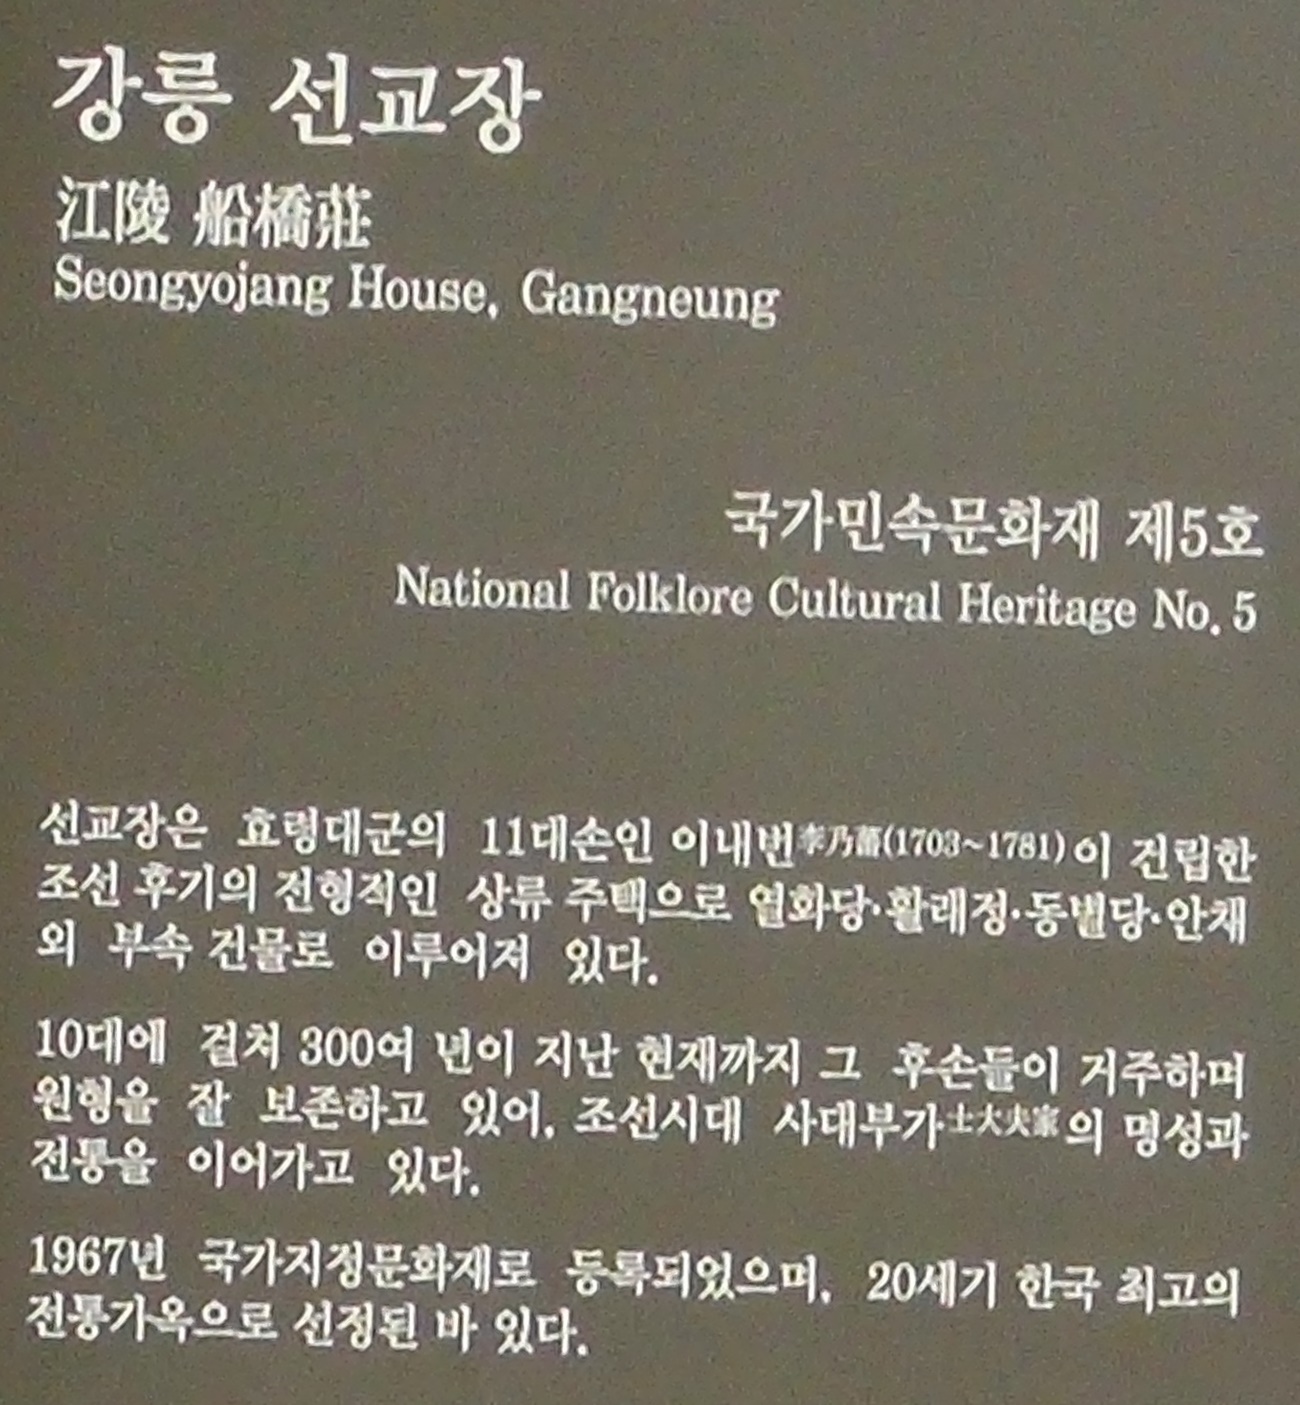 강릉 선교장
江陵 船橋莊
Seongyojang House, Gangneung
국가민속문화재 제5호
National Folklore Cultural Heritage No. 5
선교장은 효령대군의 11대손인 이내번李乃蕃(1703~1781)이 건립한
조선 후기의 전형적인 상류 주택으로 열화당·활래정·동별당·안채
외 부속 건물로 이루어져 있다.
10대에 걸쳐 300여 년이 지난 현재까지 그 후손들이 거주하며
원형을 잘 보존하고 있어, 조선시대 사대부가士大夫家의 명성과
전통을 이어가고 있다.
1967년 국가지정문화재로 등록되었으며, 20세기 한국 최고의
전통가옥으로 선정된 바 있다.